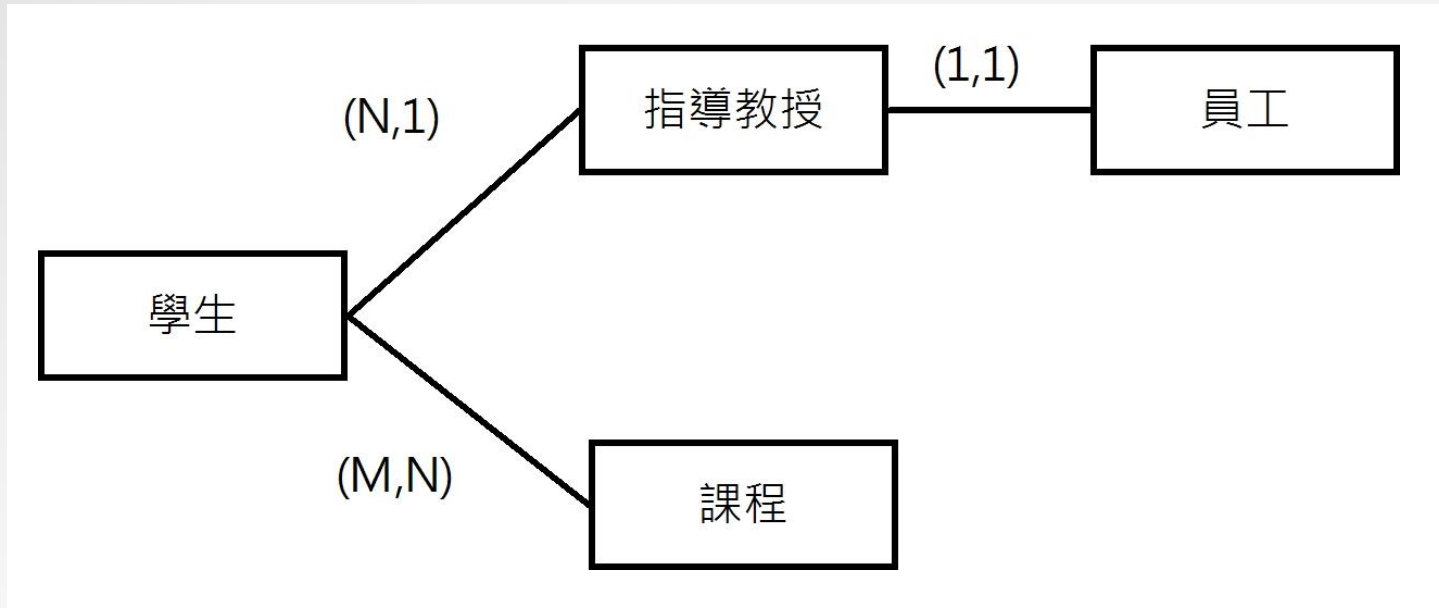 (N,1)
指導教授
(1,1)
員工
學生
(M,N)
課程